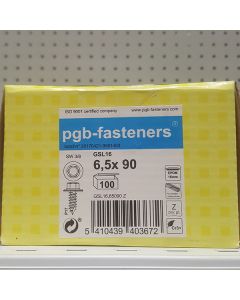 ISO 9001 certified company
www.pgb-fasteners.com
pgb-fasteners
GSL16
SW 3/8
6,5x 90
100
GSL16,65090 Z
5 410439 403672